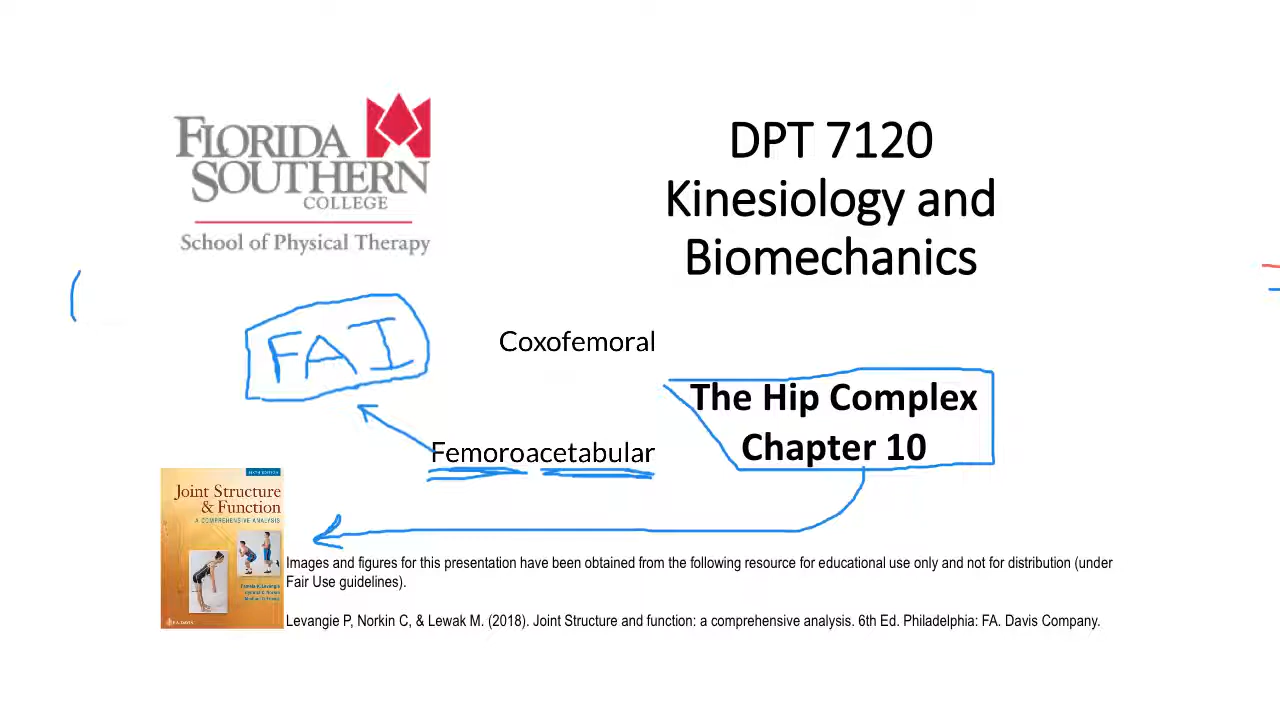 FLORIDA
SOUTHERN
COLLEGE
School of Physical Therapy
DPT 7120
Kinesiology and
Biomechanics
FAI
Coxofemoral
The Hip Complex
Chapter 10
Femoroacetabular
Joint Structure
& Function
A COMPREHENSIVE ANALYSIS
Images and figures for this presentation have been obtained from the following resource for educational use only and not for distribution (under
Fair Use guidelines).
Levangie P, Norkin C, & Lewak M. (2018). Joint Structure and function: a comprehensive analysis. 6th Ed. Philadelphia: FA. Davis Company.